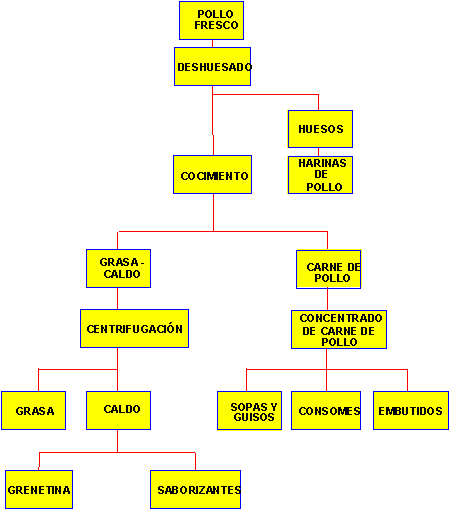 POLLO
FRESCO
DESHUESADO
HUESOS
HARINAS
DE
POLLO
COCIMIENTO
GRASA -
CALDO
CARNE DE
POLLO
CENTRIFUGACIÓN
CONCENTRADO
DE CARNE DE
POLLO
GRASA
CALDO
SOPAS Y
GUISOS
CONSOMES
EMBUTIDOS
GRENETINA
SABORIZANTES